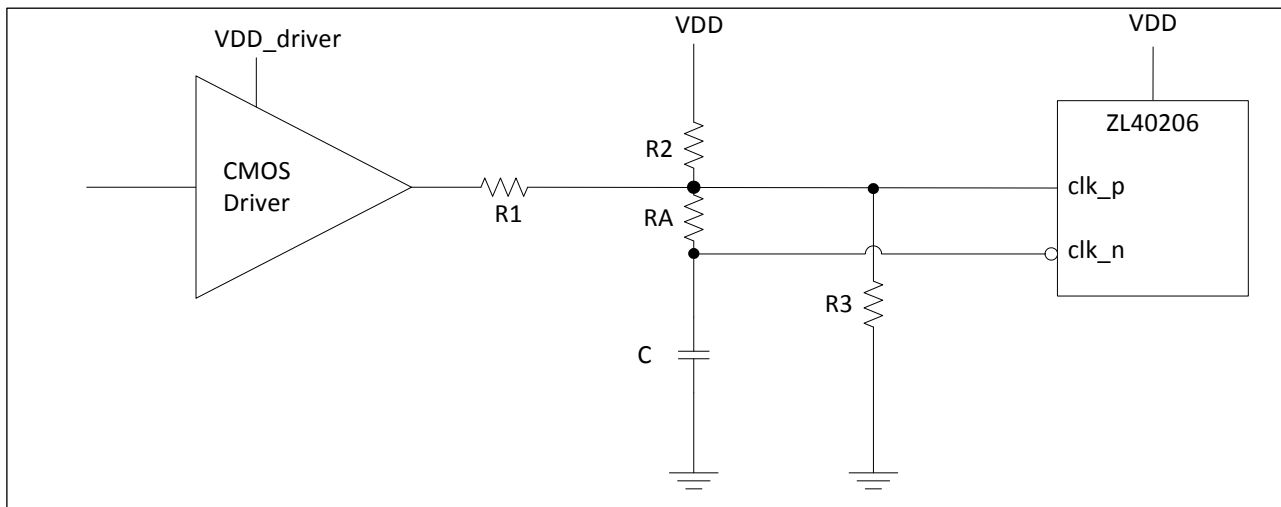 VDD_driver
VDD
VDD
CMOS
Driver
R1
R2
RA
C
R3
ZL40206
clk_p
clk_n